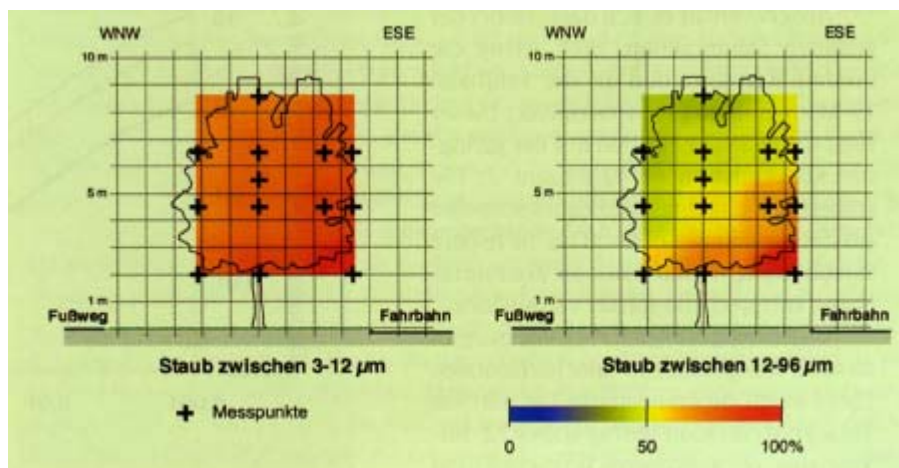 WNW ESE
10 m
5 m
1 m
Fußweg Fahrbahn
Staub zwischen 3-12 µm
Messpunkte
WNW ESE
10 m
5 m
1 m
Fußweg Fahrbahn
Staub zwischen 12-96 µm
0 50 100%